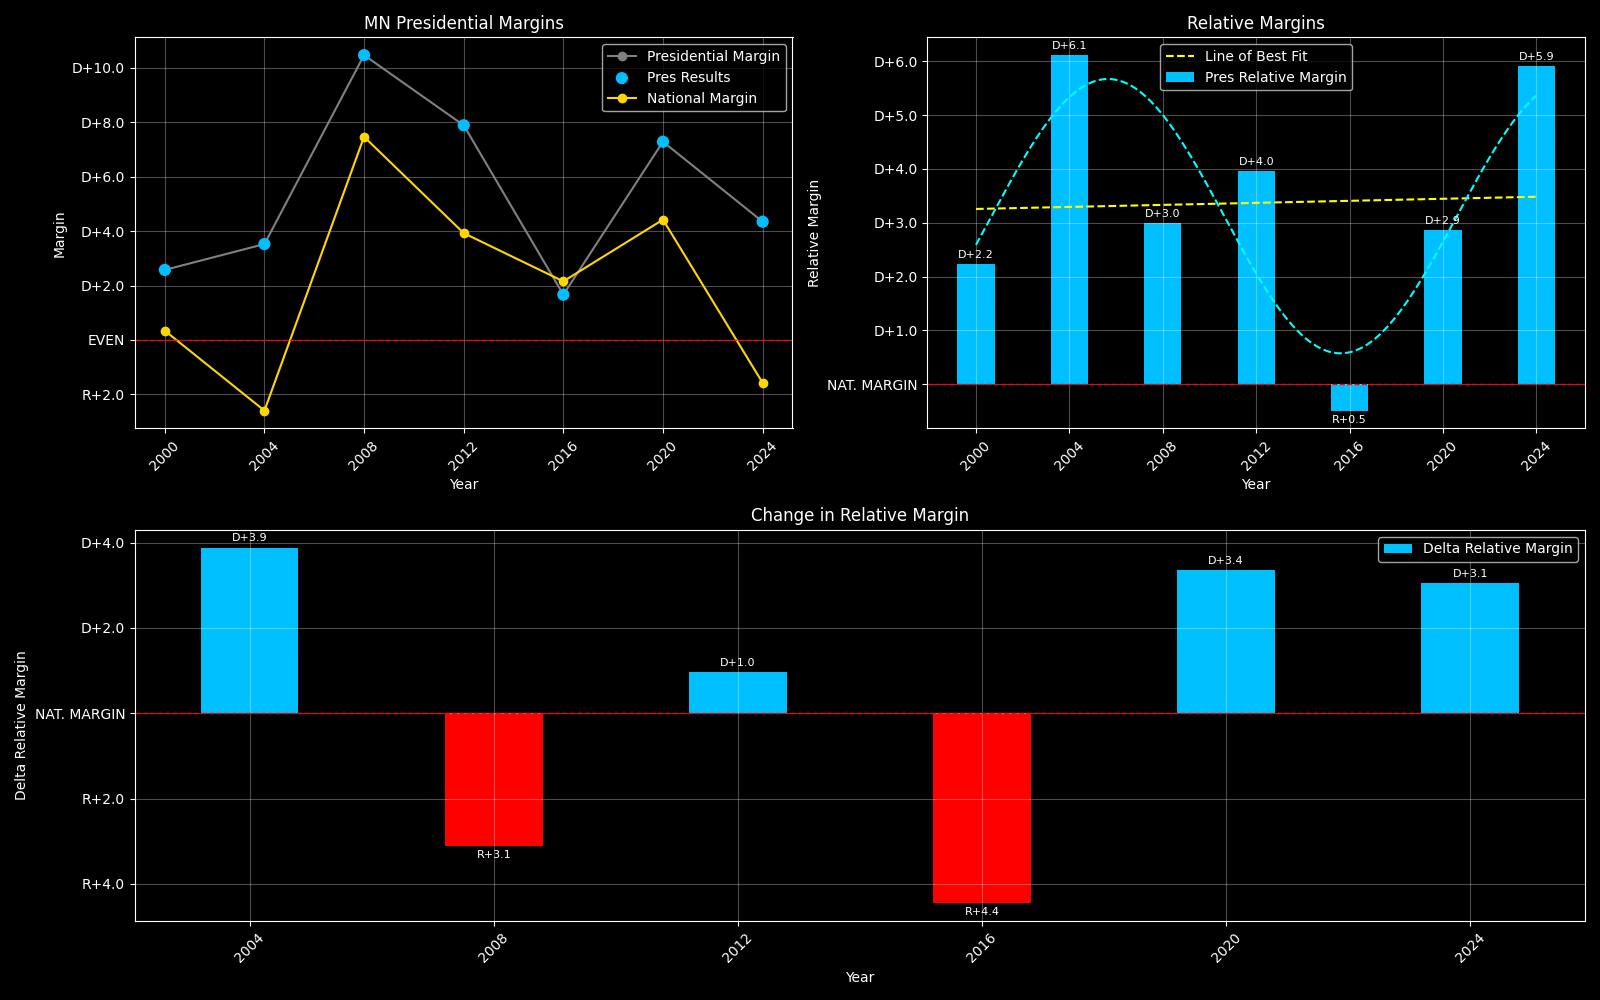 MN Presidential Margins
Presidential Margin
Pres Results
National Margin
D+10.0
D+8.0
D+6.0
D+4.0
D+2.0
EVEN
R+2.0
Margin
2000
2004
2008
2012
2016
2020
2024
Year
Relative Margins
Line of Best Fit
Pres Relative Margin
D+6.0
D+5.0
D+4.0
D+3.0
D+2.0
D+1.0
NAT. MARGIN
Relative Margin
D+2.2
D+6.1
D+3.0
D+4.0
R+0.5
D+2.9
D+5.9
2000
2004
2008
2012
2016
2020
2024
Year
Change in Relative Margin
Delta Relative Margin
D+4.0
D+2.0
NAT. MARGIN
R+2.0
R+4.0
Delta Relative Margin
D+3.9
R+3.1
D+1.0
R+4.4
D+3.4
D+3.1
2004
2008
2012
2016
2020
2024
Year